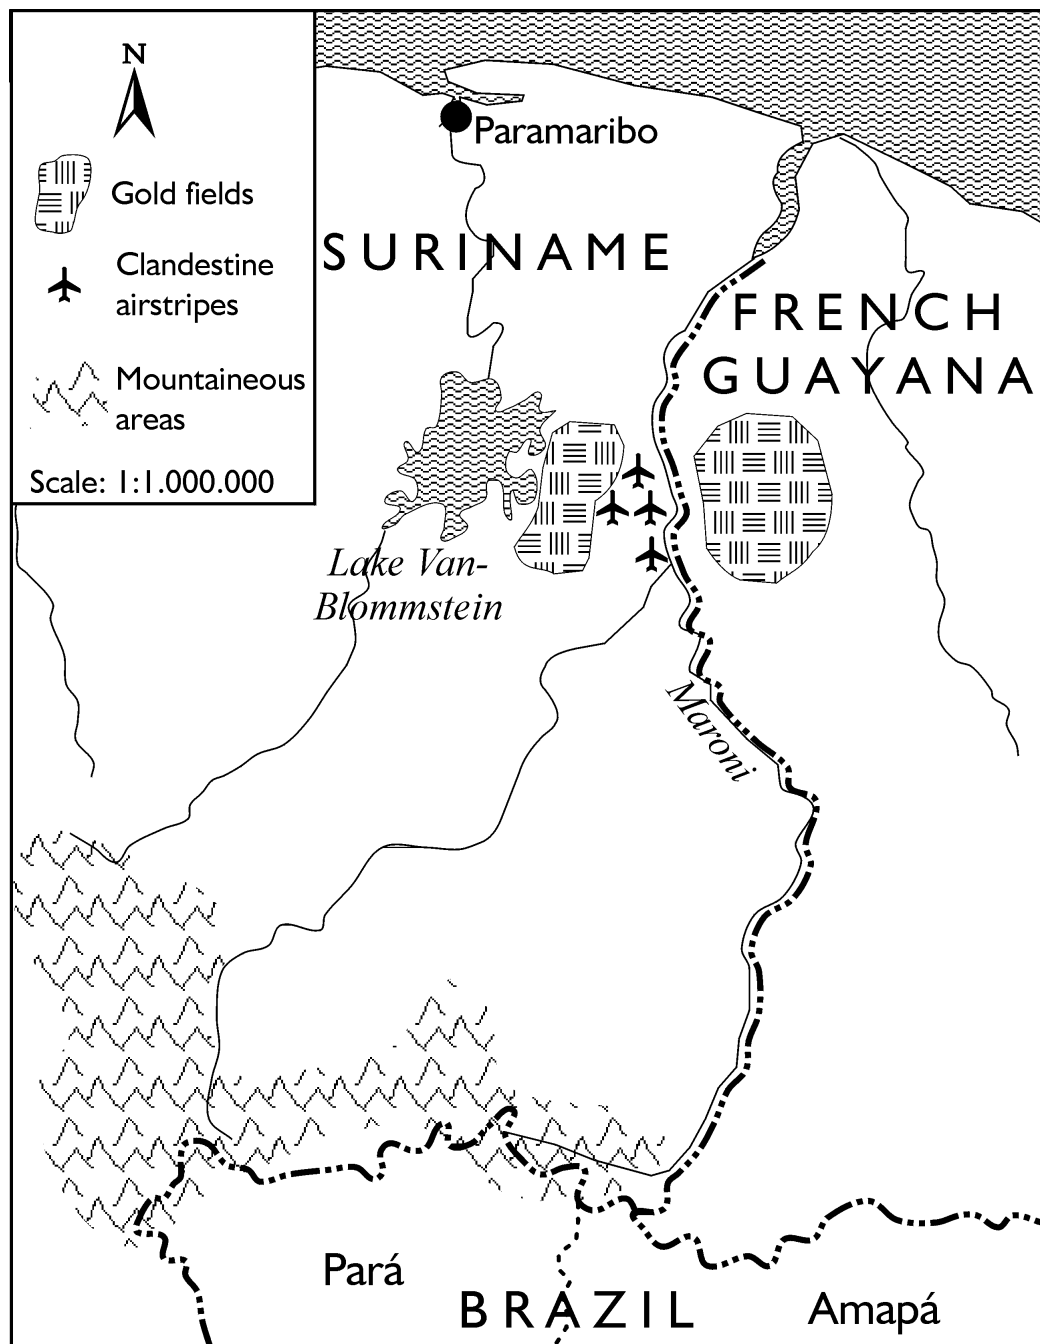 N
Gold fields
Clandestine
airstripes
Mountaineous
areas
Scale: 1:1.000.000
Paramaribo
SURINAME
FRENCH
GUAYANA
Lake Van-
Blommstein
Maroni
Pará
BRAZIL
Amapá